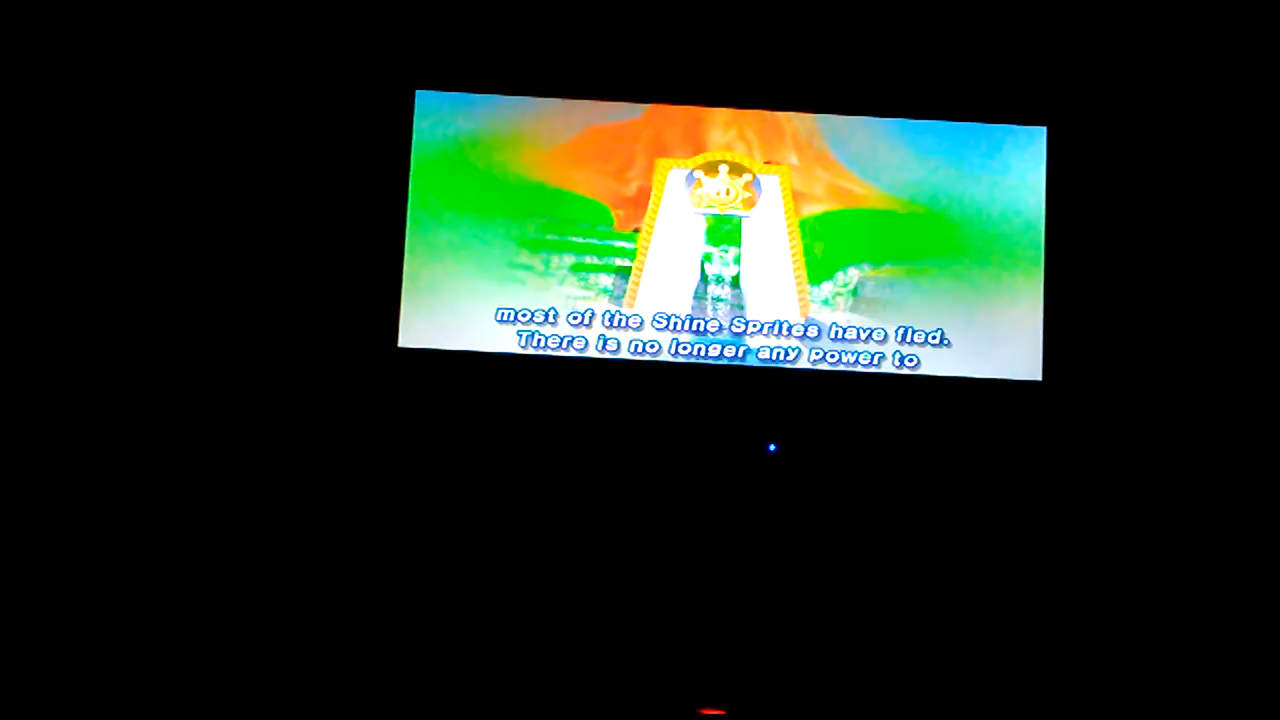 most of the Shine Sprites have fled.
There is no longer any power to